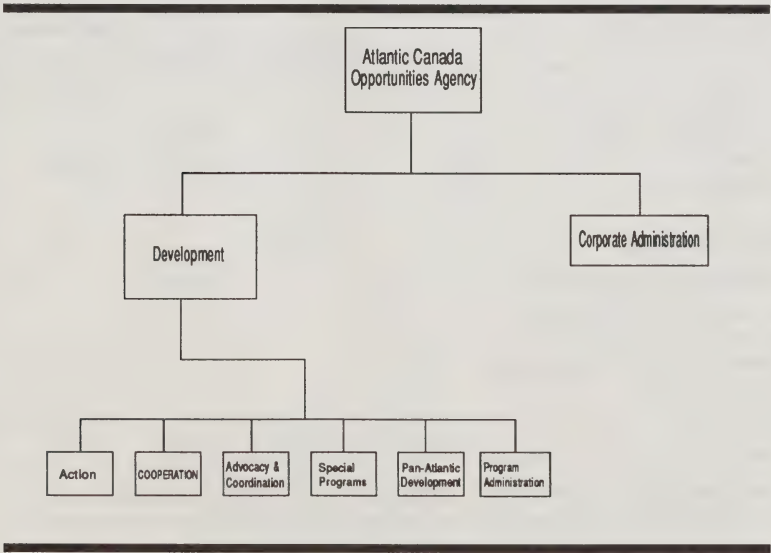 Atlantic Canada
Opportunities Agency
Development
Corporate Administration
Action
COOPERATION
Advocacy &
Coordination
Special
Programs
Pan-Atlantic
Development
Program
Administration